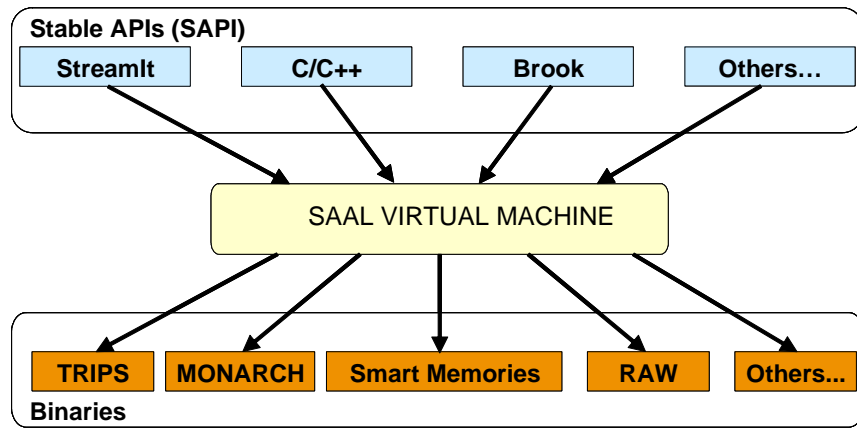 Stable APIs (SAPI)
StreamIt
C/C++
Brook
Others…
SAAL VIRTUAL MACHINE
TRIPS
MONARCH
Smart Memories
RAW
Others...
Binaries